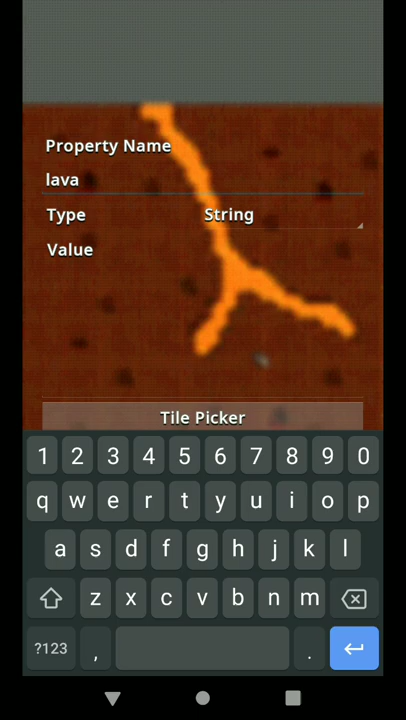 Property Name
lava
Type String
Value
Tile Picker
1 2 3 4 5 6 7 8 9 0
q w e r t y u i o p
a s d f g h j k l
z x c v b n m
?123 , .